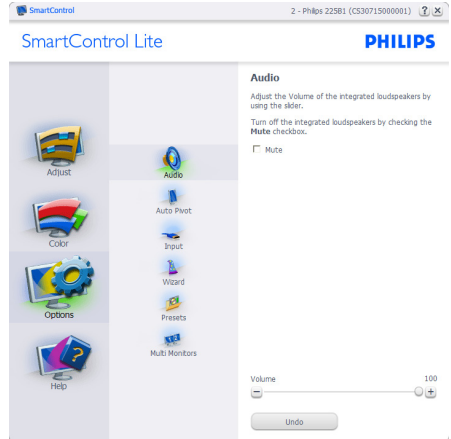 SmartControl
2 - Philips 225B1 (CS30715000001)
? X
SmartControl Lite
PHILIPS
Adjust
Color
Options
Help
Audio
Auto Pivot
Input
Wizard
Presets
Multi Monitors
Audio
Adjust the Volume of the integrated loudspeakers by
using the slider.
Turn off the integrated loudspeakers by checking the
Mute checkbox.
Mute
Volume 100
Undo